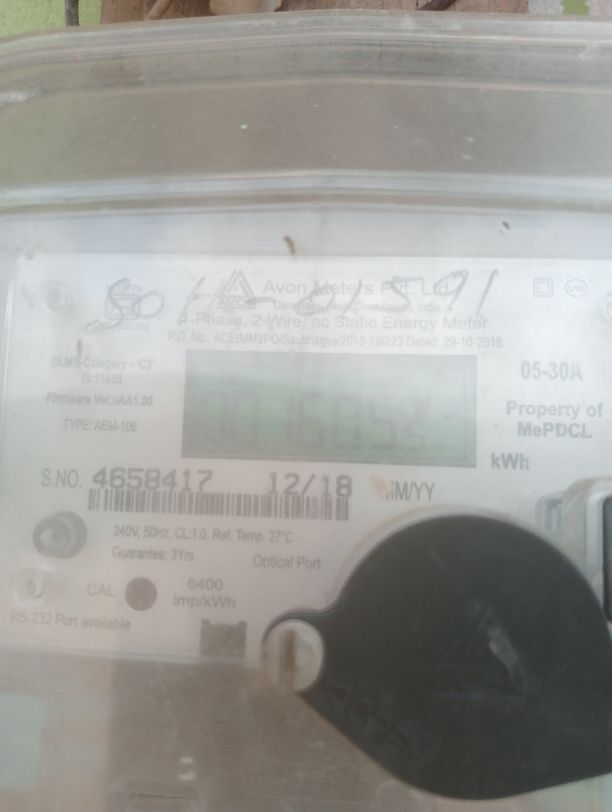 Avon Meters Pvt. Ltd.
AVON
UW
1-Phase, 2-Wire, ac Static Energy Meter
P.O. No.: ACE(MM)/PO/Saubhagya/2018-19/223 Dated: 29-10-2018
DLMS-Category - "C3"
IS:15959
05-30A
Firmware Ver.:
TYPE: AEM-106
Property of
MePDCL
kWh
S.NO. 4658417 12/18 MM/YY
240V, 50Hz, CL:1.0, Ref. Temp. 27°C
Guarantee: 3Yrs.
Optical Port
CAL
6400
imp/kWh
RS-232 Port available